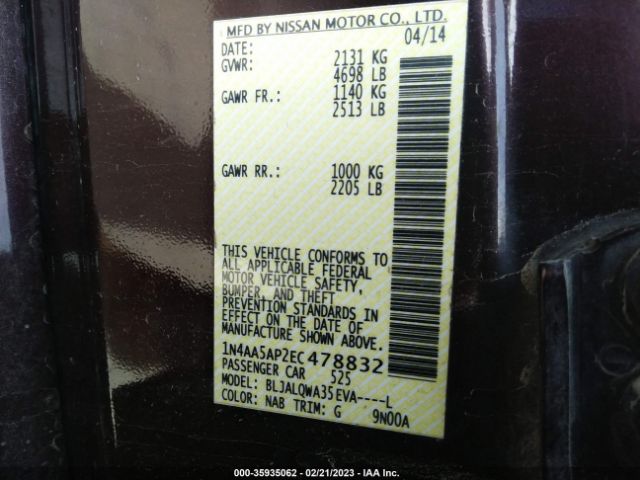 MFD BY NISSAN MOTOR CO., LTD.
DATE: 04/14
GVWR: 2131 KG
4698 LB
GAWR FR.: 1140 KG
2513 LB
GAWR RR.: 1000 KG
2205 LB
THIS VEHICLE CONFORMS TO
ALL APPLICABLE FEDERAL
MOTOR VEHICLE SAFETY,
BUMPER, AND THEFT
PREVENTION STANDARDS IN
EFFECT ON THE DATE OF
MANUFACTURE SHOWN ABOVE.
1N4AA5AP2EC478832
PASSENGER CAR 525
MODEL: BLJALQWA35EVA----L
COLOR: NAB TRIM: G 9N00A
000-35935062 - 02/21/2023 - IAA Inc.